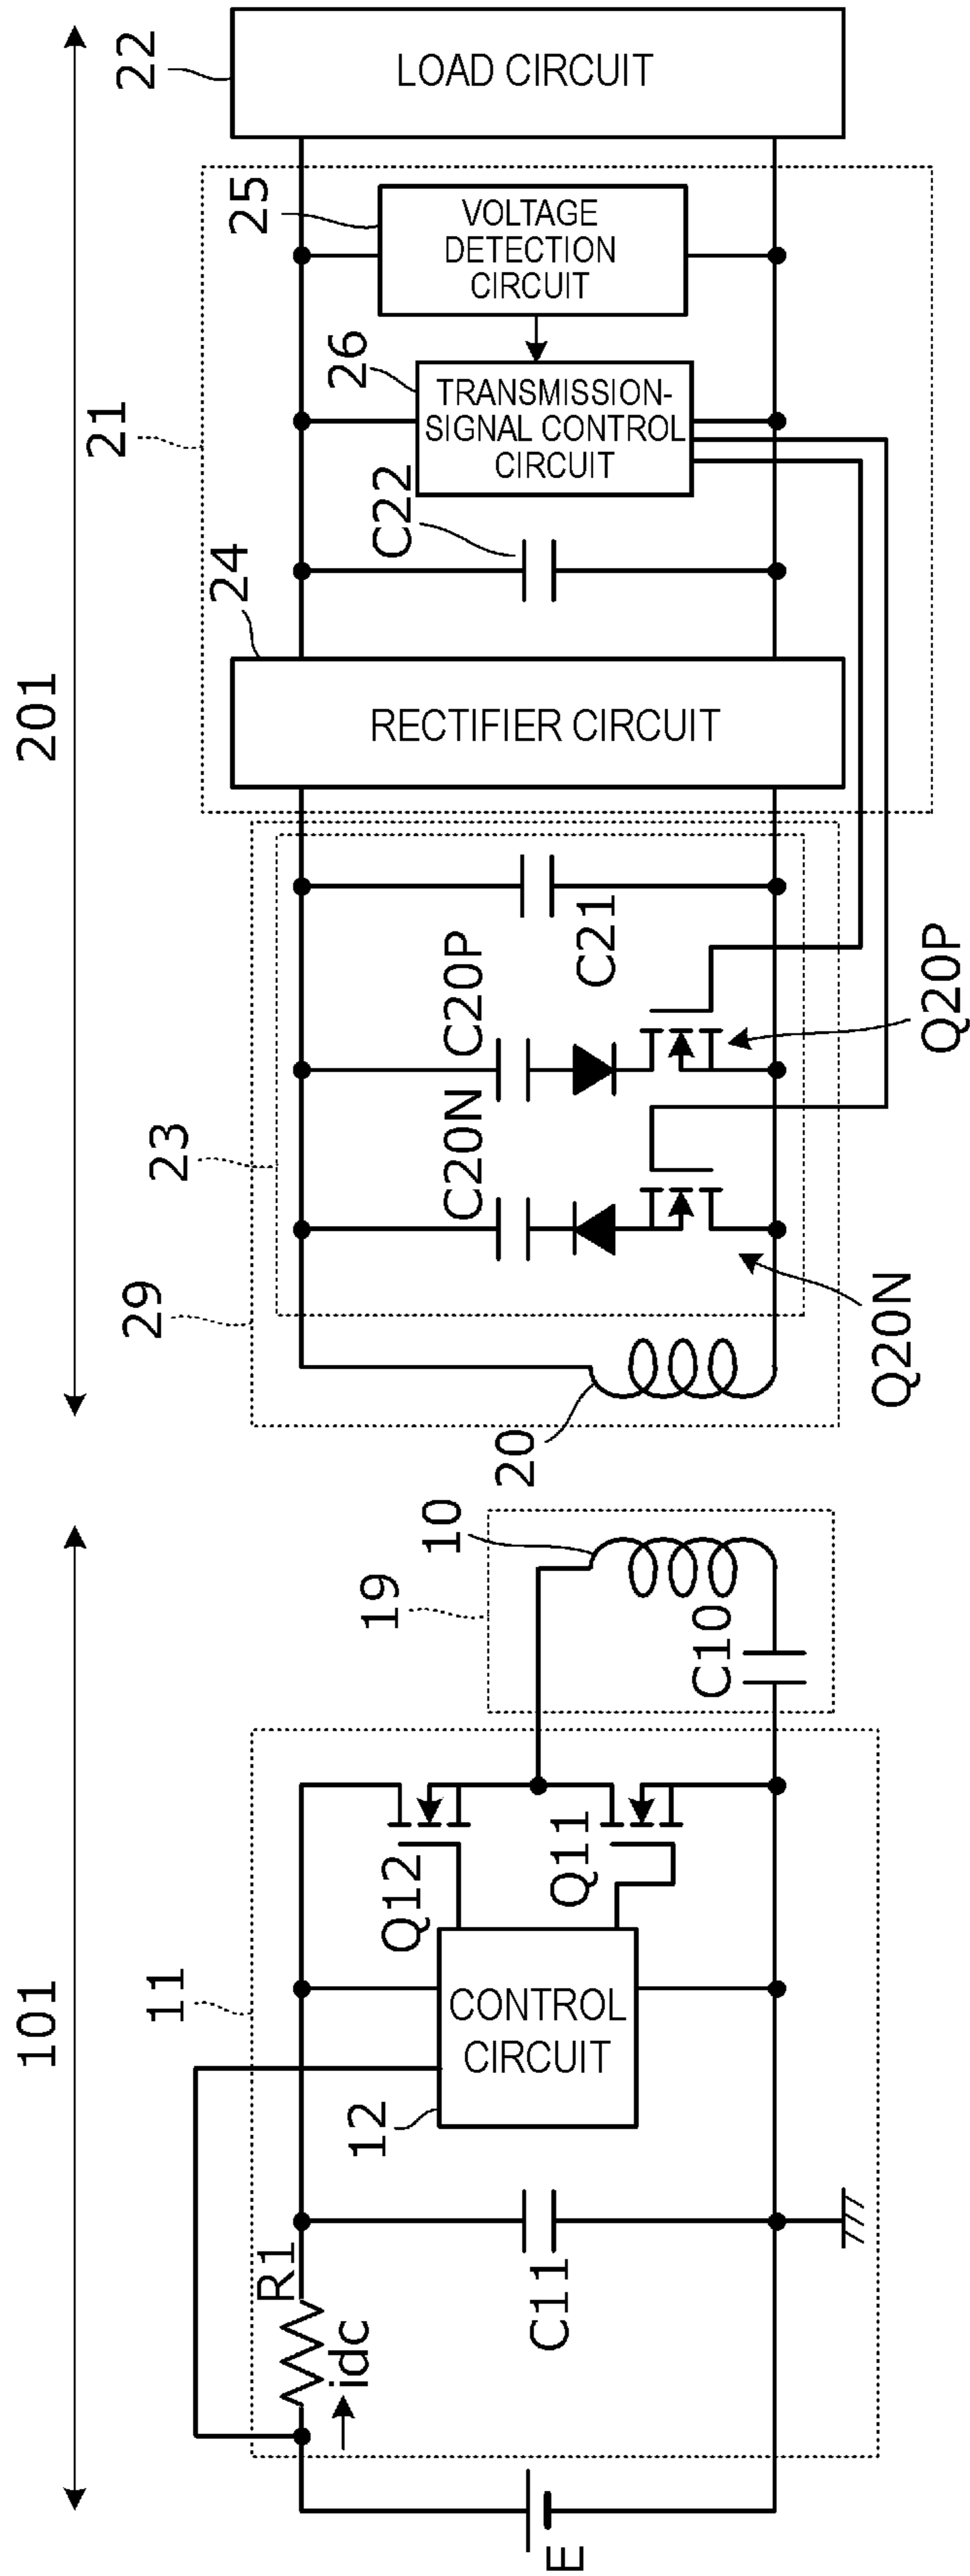 201
22
LOAD CIRCUIT
25
VOLTAGE
DETECTION
CIRCUIT
21
26
TRANSMISSION-
SIGNAL CONTROL
CIRCUIT
C22
24
RECTIFIER CIRCUIT
C21
C20P
Q20P
23
C20N
29
Q20N
20
101
10
19
C10
11
Q12
Q11
CONTROL
CIRCUIT
12
R1
C11
idc
E